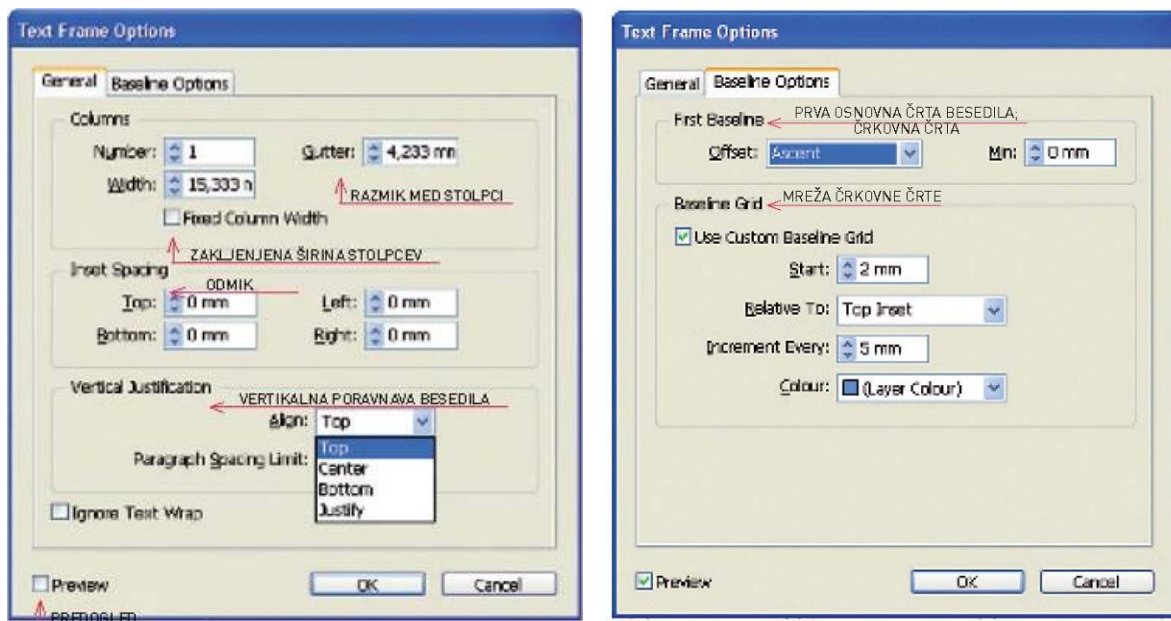 Text Frame Options
General
Baseline Options
Columns
Number: 1
Gutter: 4,233 mm
Width: 15,333
RAZMIK MED STOLPCI
Fixed Column Width
ZAKLJENJENA ŠIRINA STOLPCEV
Inset Spacing
ODMIK
Top: 0 mm
Left: 0 mm
Bottom: 0 mm
Right: 0 mm
Vertical Justification
VERTIKALNA PORAVNAVA BESEDILA
Align: Top
Paragraph Spacing Limit:
Top
Center
Bottom
Justify
Ignore Text Wrap
Preview
OK
Cancel
PREDOGLED
Text Frame Options
General
Baseline Options
First Baseline
PRVA OSNOVNA ČRTA BESEDILA;
ČRKOVNA ČRTA
Offset: Ascent
Min: 0 mm
Baseline Grid
MREŽA ČRKOVNE ČRTE
Use Custom Baseline Grid
Start: 2 mm
Relative To: Top Inset
Increment Every: 5 mm
Colour: (Layer Colour)
Preview
OK
Cancel